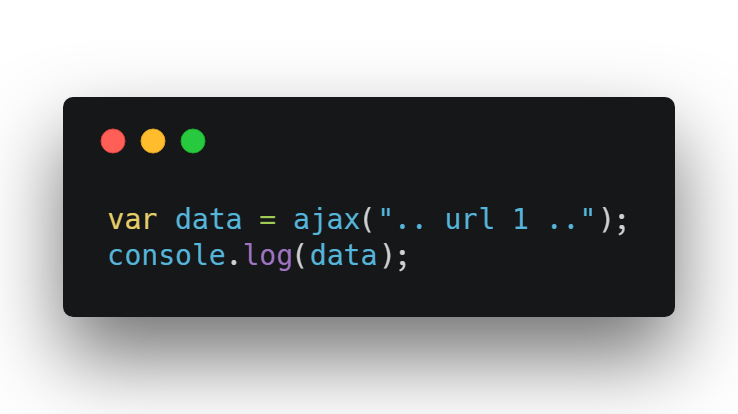 var data = ajax(".. url 1 ..");
console.log(data);